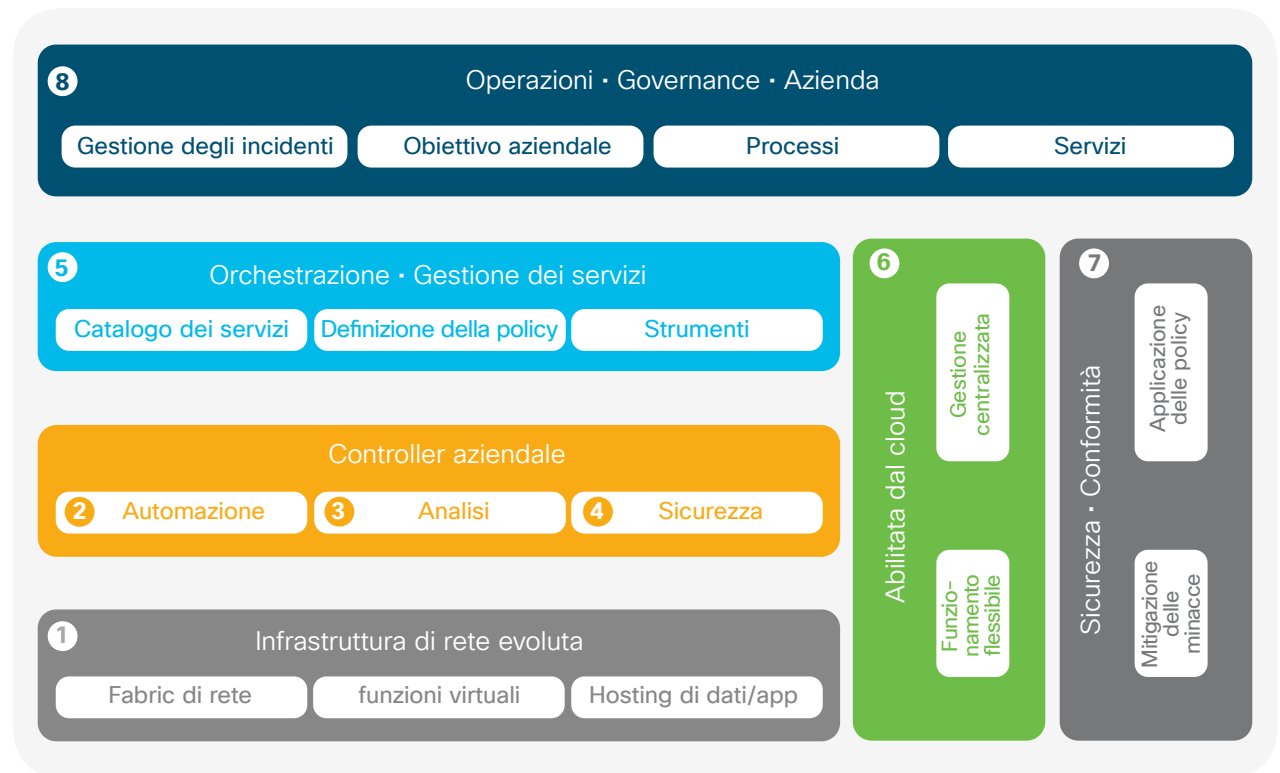 8
Operazioni · Governance · Azienda
Gestione degli incidenti
Obiettivo aziendale
Processi
Servizi
5
Orchestrazione · Gestione dei servizi
Catalogo dei servizi
Definizione della policy
Strumenti
Controller aziendale
2 Automazione
3 Analisi
4 Sicurezza
1
Infrastruttura di rete evoluta
Fabric di rete
funzioni virtuali
Hosting di dati/app
6
Abilitata dal cloud
Gestione
centralizzata
Funzio-
namento
flessibile
7
Sicurezza · Conformità
Applicazione
delle policy
Mitigazione
delle
minacce